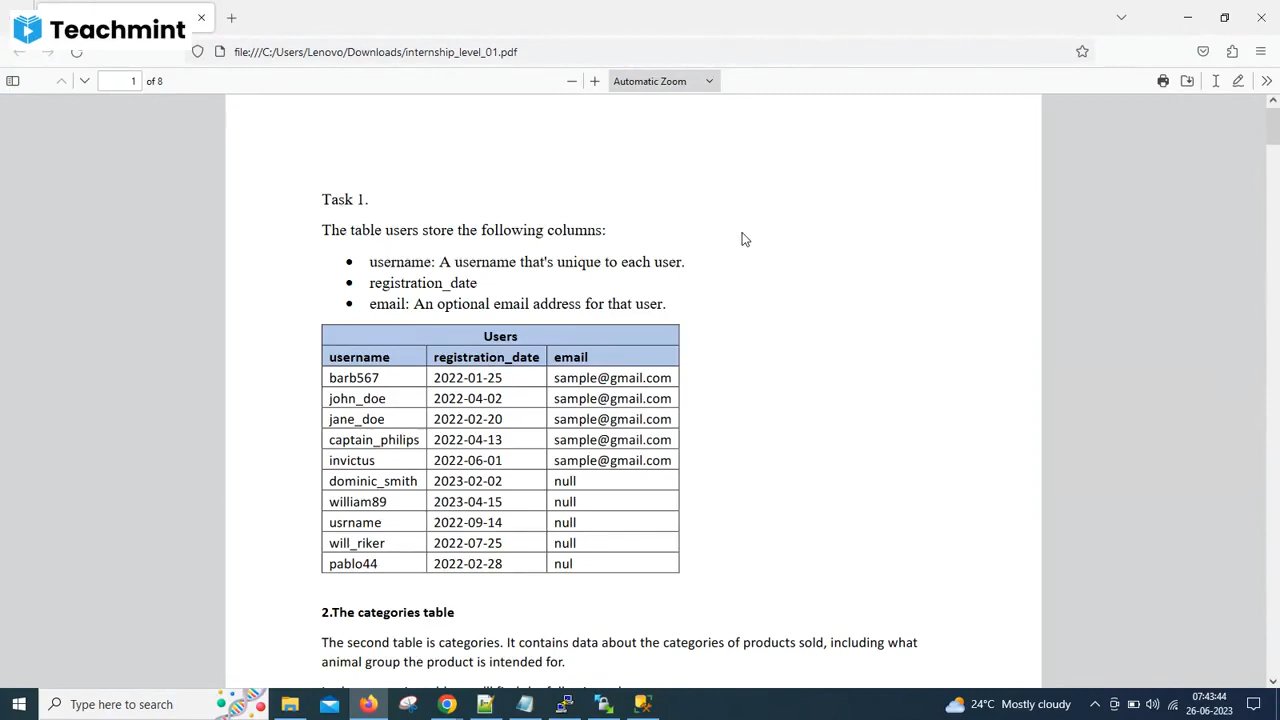 Teachmint
file:///C:/Users/Lenovo/Downloads/internship_level_01.pdf
1 of 8
Automatic Zoom
Task 1.
The table users store the following columns:
• username: A username that's unique to each user.
• registration_date
• email: An optional email address for that user.
Users
username registration_date email
barb567 2022-01-25 sample@gmail.com
john_doe 2022-04-02 sample@gmail.com
jane_doe 2022-02-20 sample@gmail.com
captain_philips 2022-04-13 sample@gmail.com
invictus 2022-06-01 sample@gmail.com
dominic_smith 2023-02-02 null
william89 2023-04-15 null
usrname 2022-09-14 null
will_riker 2022-07-25 null
pablo44 2022-02-28 nul
2.The categories table
The second table is categories. It contains data about the categories of products sold, including what
animal group the product is intended for.
Type here to search
24°C Mostly cloudy
07:43:44
26-06-2023